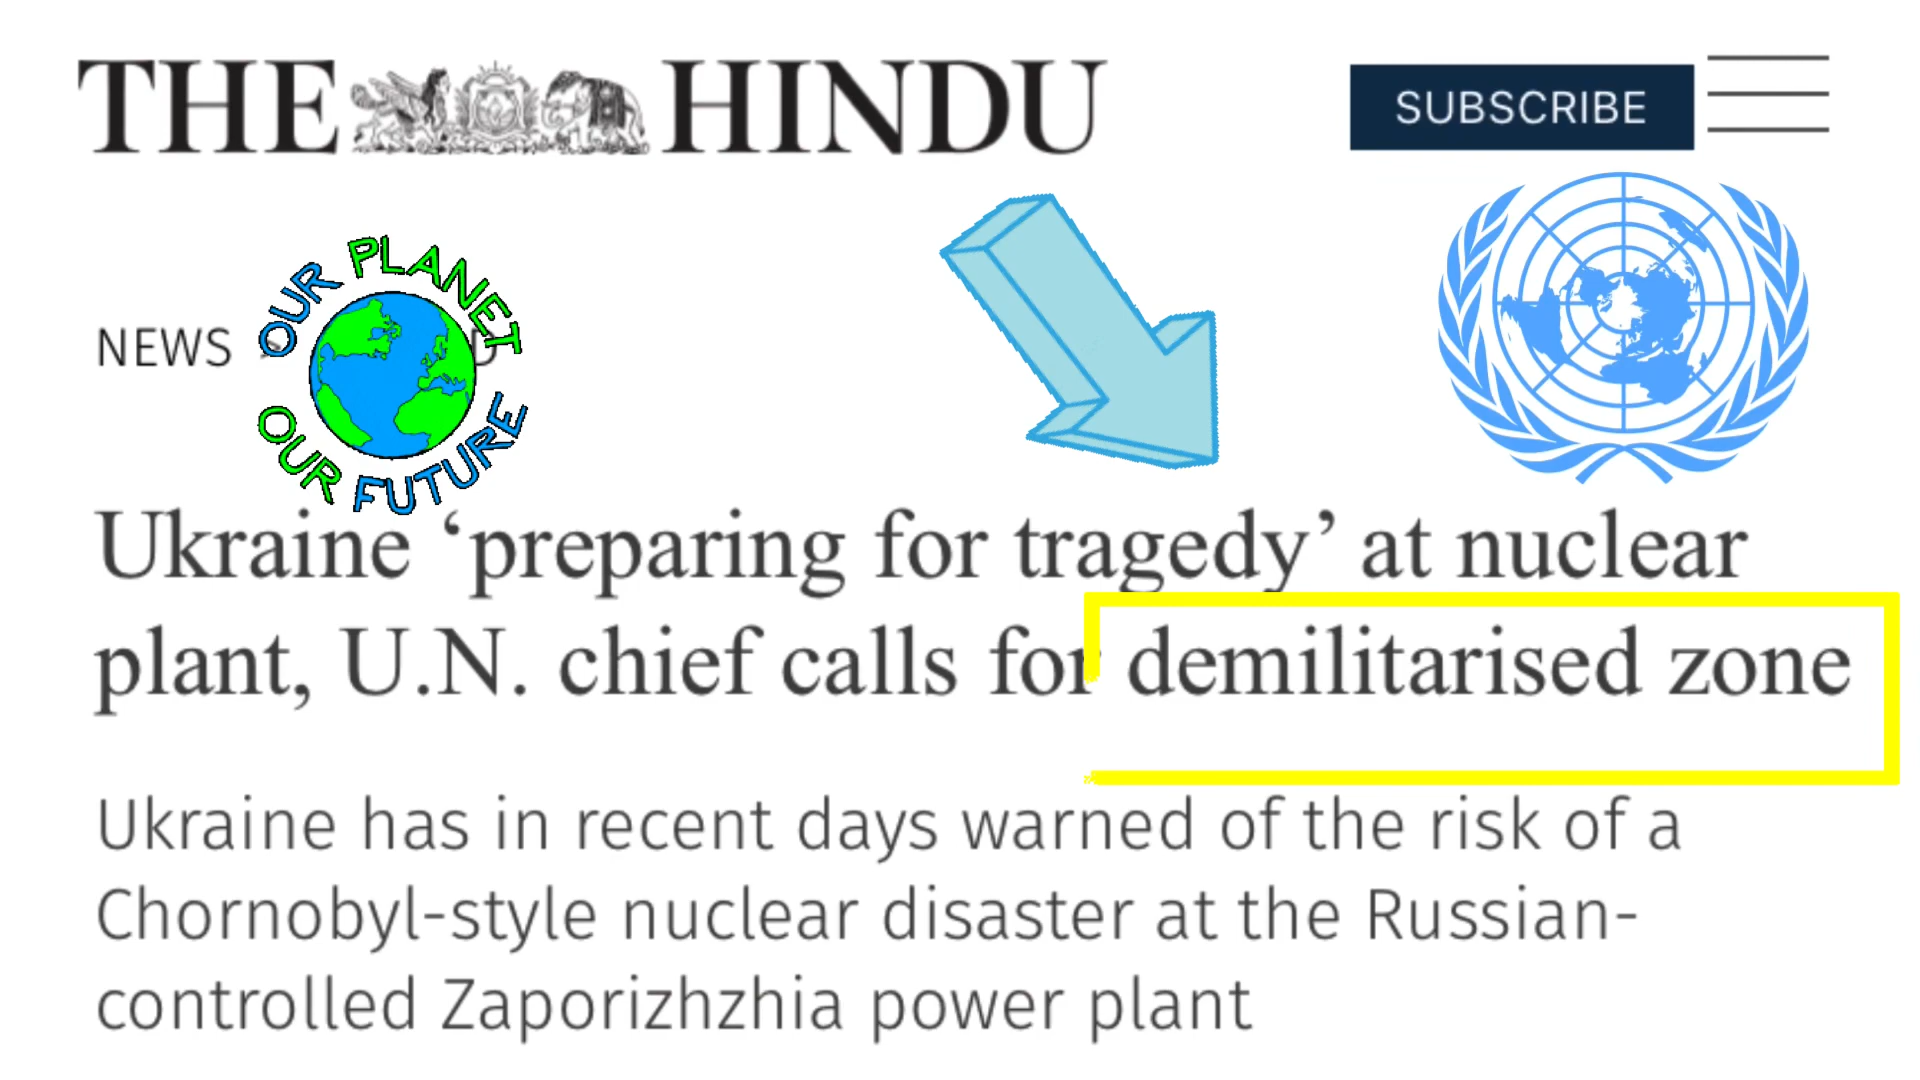 THE HINDU
SUBSCRIBE
OUR PLANET
OUR FUTURE
NEWS
Ukraine ‘preparing for tragedy’ at nuclear
plant, U.N. chief calls for demilitarised zone
Ukraine has in recent days warned of the risk of a
Chornobyl-style nuclear disaster at the Russian-
controlled Zaporizhzhia power plant